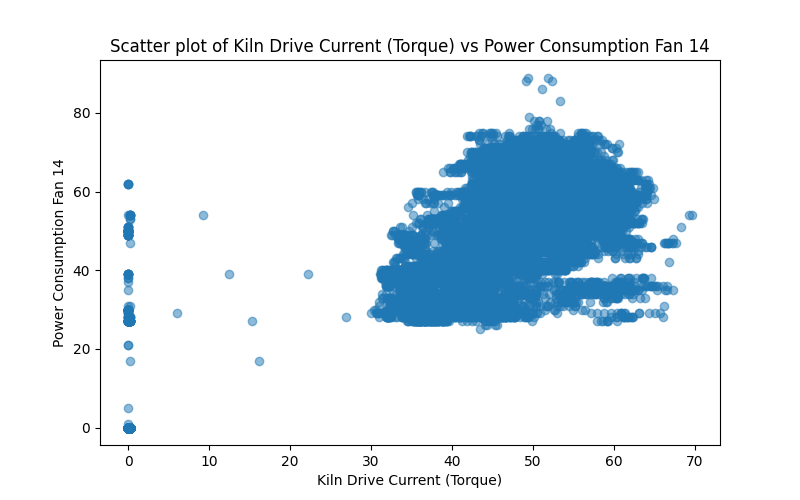 Scatter plot of Kiln Drive Current (Torque) vs Power Consumption Fan 14
80
60
40
20
0
Power Consumption Fan 14
0 10 20 30 40 50 60 70
Kiln Drive Current (Torque)